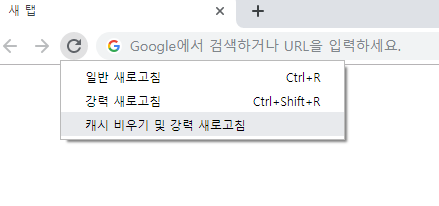 새 탭
Google에서 검색하거나 URL을 입력하세요.
일반 새로고침 Ctrl+R
강력 새로고침 Ctrl+Shift+R
캐시 비우기 및 강력 새로고침